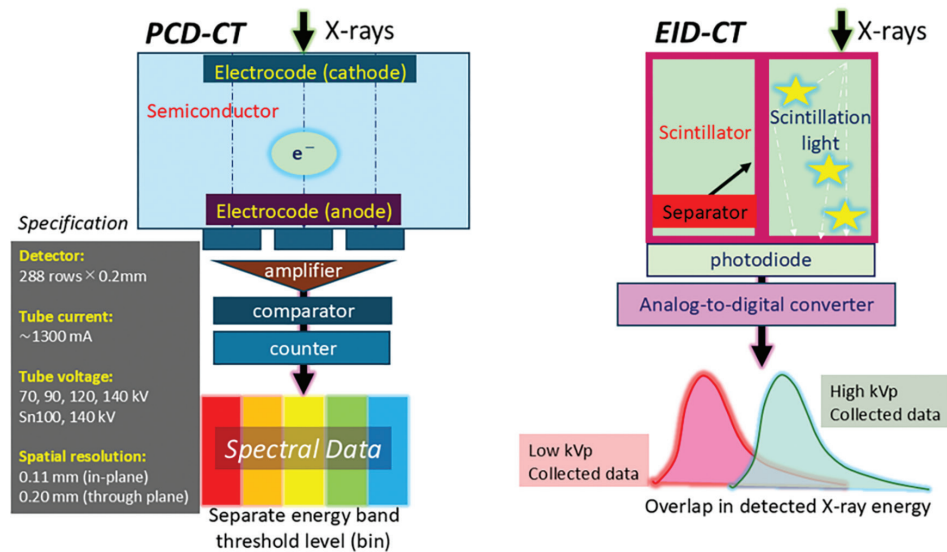 PCD-CT
X-rays
Electrocode (cathode)
Semiconductor
e⁻
Electrocode (anode)
Specification
Detector:
288 rows × 0.2mm
Tube current:
~1300 mA
Tube voltage:
70, 90, 120, 140 kV
Sn100, 140 kV
Spatial resolution:
0.11 mm (in-plane)
0.20 mm (through plane)
amplifier
comparator
counter
Spectral Data
Separate energy band
threshold level (bin)
EID-CT
X-rays
Scintillator
Scintillation
light
Separator
photodiode
Analog-to-digital converter
High kVp
Collected data
Low kVp
Collected data
Overlap in detected X-ray energy